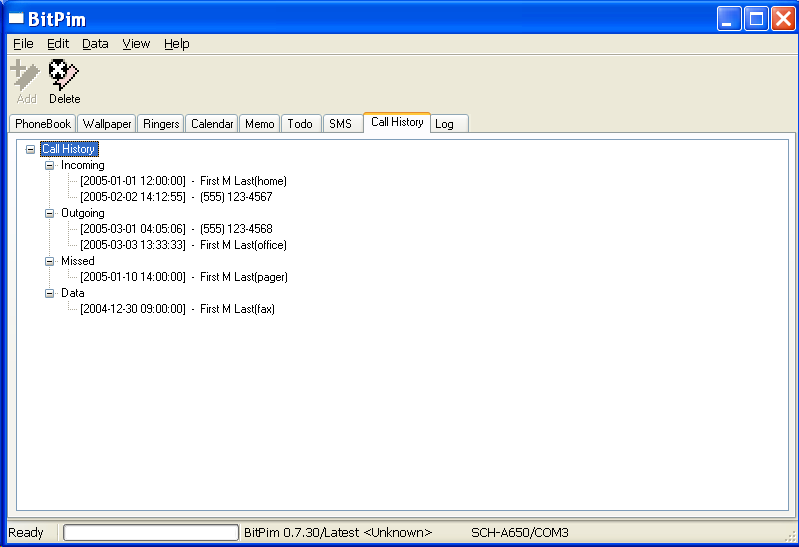 BitPim
File Edit Data View Help
Add Delete
PhoneBook Wallpaper Ringers Calendar Memo Todo SMS Call History Log
Call History
Incoming
[2005-01-01 12:00:00] - First M Last(home)
[2005-02-02 14:12:55] - (555) 123-4567
Outgoing
[2005-03-01 04:05:06] - (555) 123-4568
[2005-03-03 13:33:33] - First M Last(office)
Missed
[2005-01-10 14:00:00] - First M Last(pager)
Data
[2004-12-30 09:00:00] - First M Last(fax)
Ready BitPim 0.7.30/Latest <Unknown> SCH-A650/COM3